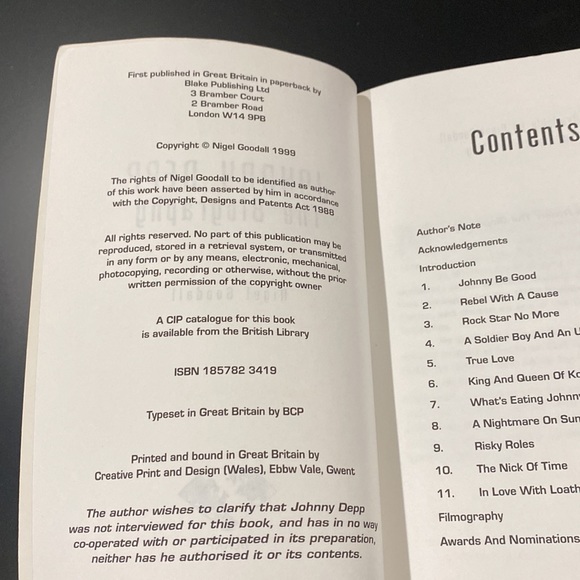 First published in Great Britain in paperback by
Blake Publishing Ltd
3 Bramber Court
2 Bramber Road
London W14 9PB
Copyright © Nigel Goodall 1999
The rights of Nigel Goodall to be identified as author
of this work have been asserted by him in accordance
with the Copyright, Designs and Patents Act 1988
All rights reserved. No part of this publication may be
reproduced, stored in a retrieval system, or transmitted
in any form or by any means, electronic, mechanical,
photocopying, recording or otherwise, without the prior
written permission of the copyright owner
A CIP catalogue for this book
is available from the British Library
ISBN 185782 3419
Typeset in Great Britain by BCP
Printed and bound in Great Britain by
Creative Print and Design (Wales), Ebbw Vale, Gwent
The author wishes to clarify that Johnny Depp
was not interviewed for this book, and has in no way
co-operated with or participated in its preparation,
neither has he authorised it or its contents.
Contents
Author's Note
Acknowledgements
Introduction
1. Johnny Be Good
2. Rebel With A Cause
3. Rock Star No More
4. A Soldier Boy And An
5. True Love
6. King And Queen Of
7. What's Eating
8. A Nightmare On
9. Risky Roles
10. The Nick Of Time
11. In Love With
Filmography
Awards And Nominations